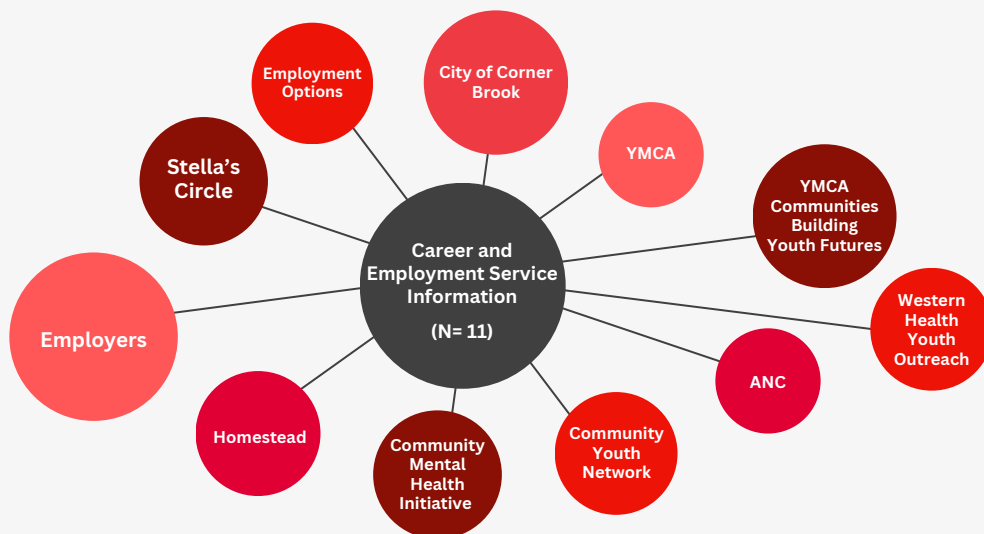 Employment
Options
City of Corner
Brook
YMCA
Stella’s
Circle
YMCA
Communities
Building
Youth Futures
Career and
Employment Service
Information
(N= 11)
Western
Health
Youth
Outreach
Employers
ANC
Homestead
Community
Mental
Health
Initiative
Community
Youth
Network